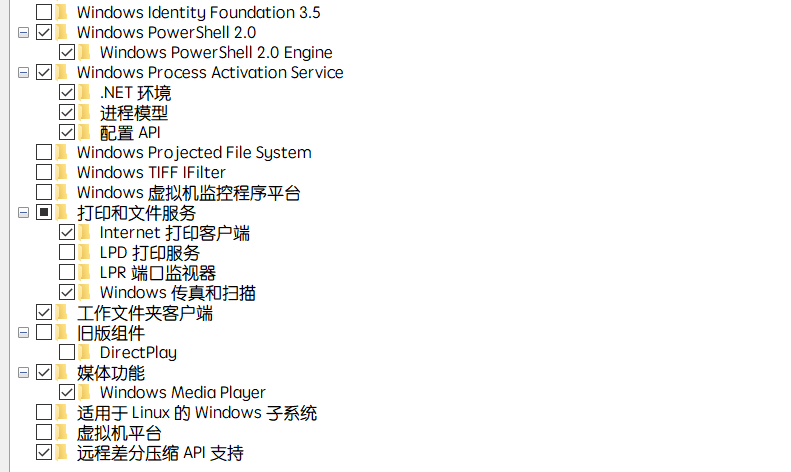 Windows Identity Foundation 3.5
Windows PowerShell 2.0
Windows PowerShell 2.0 Engine
Windows Process Activation Service
.NET 环境
进程模型
配置 API
Windows Projected File System
Windows TIFF IFilter
Windows 虚拟机监控程序平台
打印和文件服务
Internet 打印客户端
LPD 打印服务
LPR 端口监视器
Windows 传真和扫描
工作文件夹客户端
旧版组件
DirectPlay
媒体功能
Windows Media Player
适用于 Linux 的 Windows 子系统
虚拟机平台
远程差分压缩 API 支持